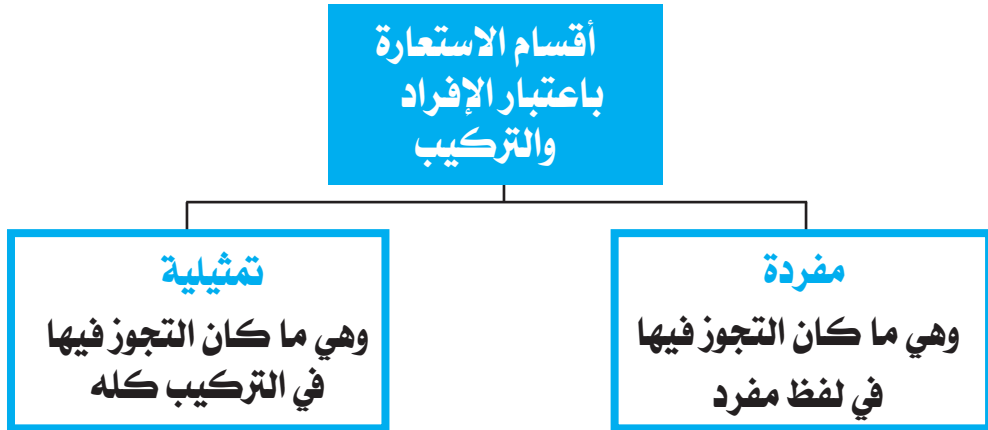 أقسام الاستعارة
باعتبار الإفراد
والتركيب
مفردة
وهي ما كان التجوز فيها
في لفظ مفرد
تمثيلية
وهي ما كان التجوز فيها
في التركيب كله